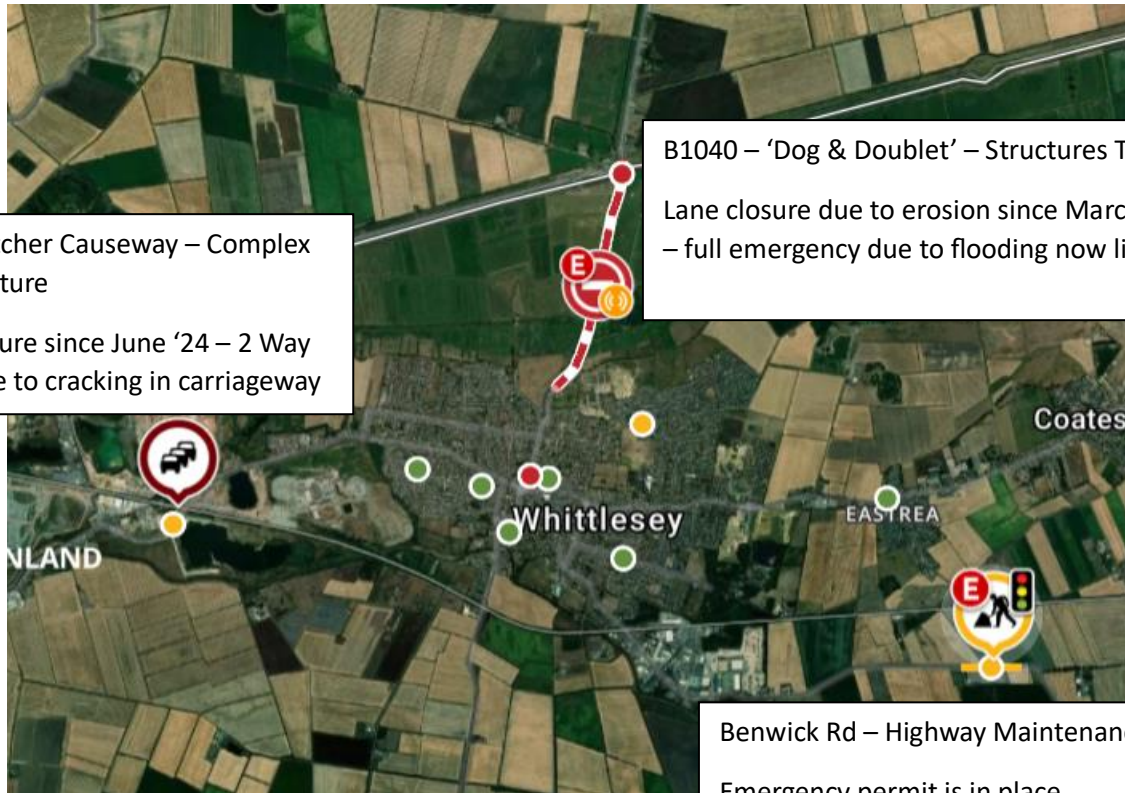 B1040 – ‘Dog & Doublet’ – Structures T
Lane closure due to erosion since Marc
– full emergency due to flooding now li
cher Causeway – Complex
ture
ure since June ‘24 – 2 Way
e to cracking in carriageway
E
Coates
Whittlesey
EASTREA
NLAND
E
Benwick Rd – Highway Maintenanc
Emergency permit is in place